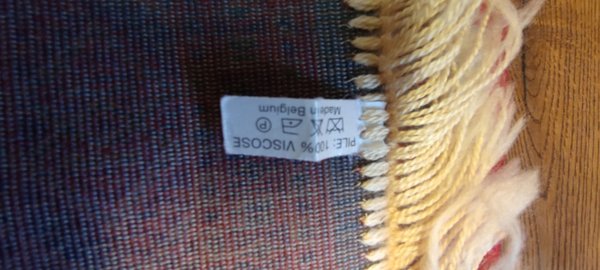 PILE: 100% VISCOSE
P
Made in Belgium